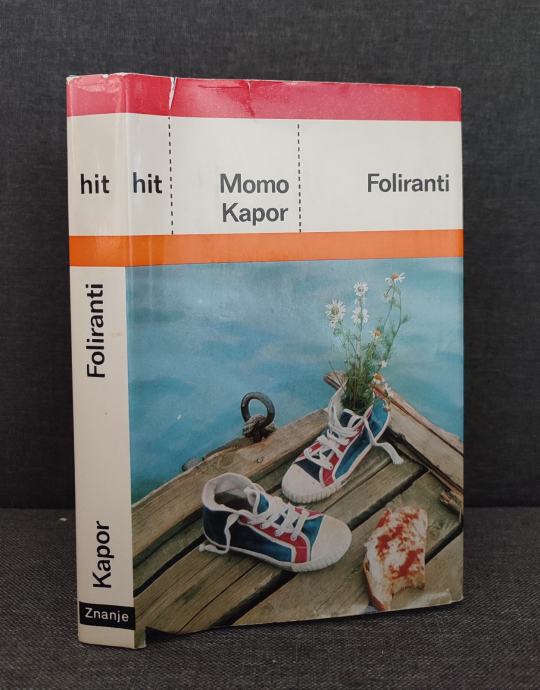 hit
Foliranti
Kapor
Znanje
hit
Momo
Kapor
Foliranti